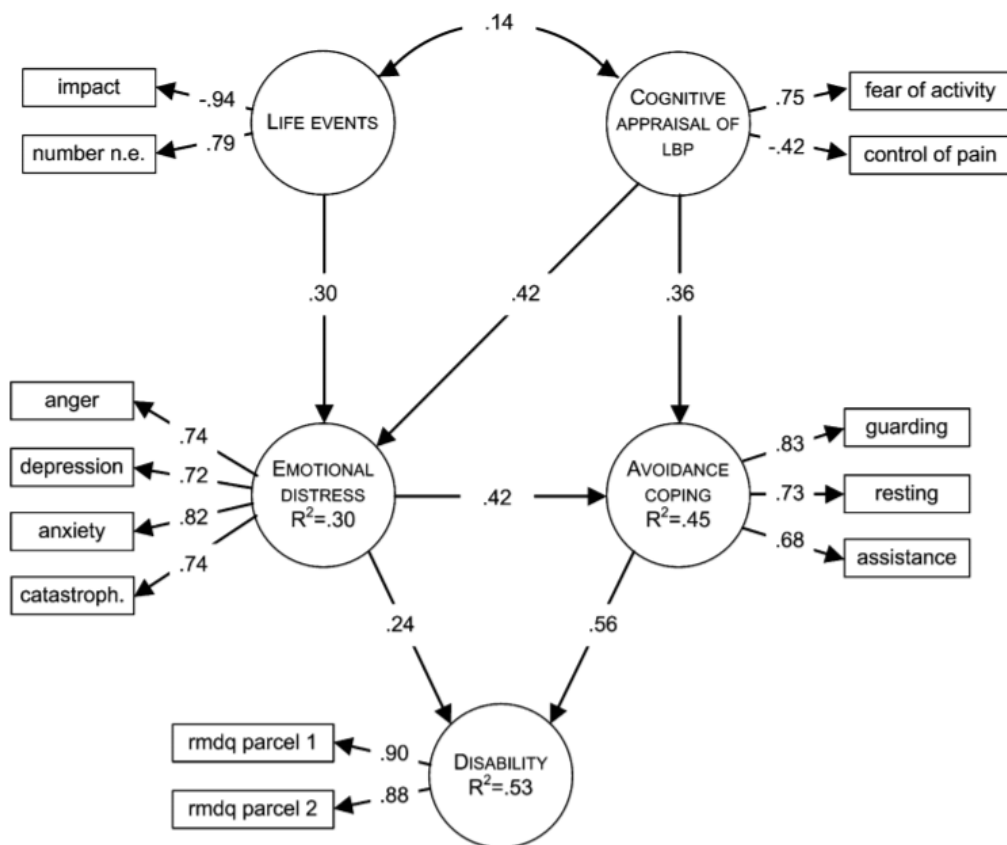 .14
impact
-.94
number n.e.
.79
LIFE EVENTS
COGNITIVE
APPRAISAL OF
LBP
.75
fear of activity
-.42
control of pain
.30
.42
.36
anger
.74
depression
.72
anxiety
.82
catastroph.
.74
EMOTIONAL
DISTRESS
R²=.30
.42
AVOIDANCE
COPING
R²=.45
.83
guarding
.73
resting
.68
assistance
.24
.56
rmdq parcel 1
.90
rmdq parcel 2
.88
DISABILITY
R²=.53